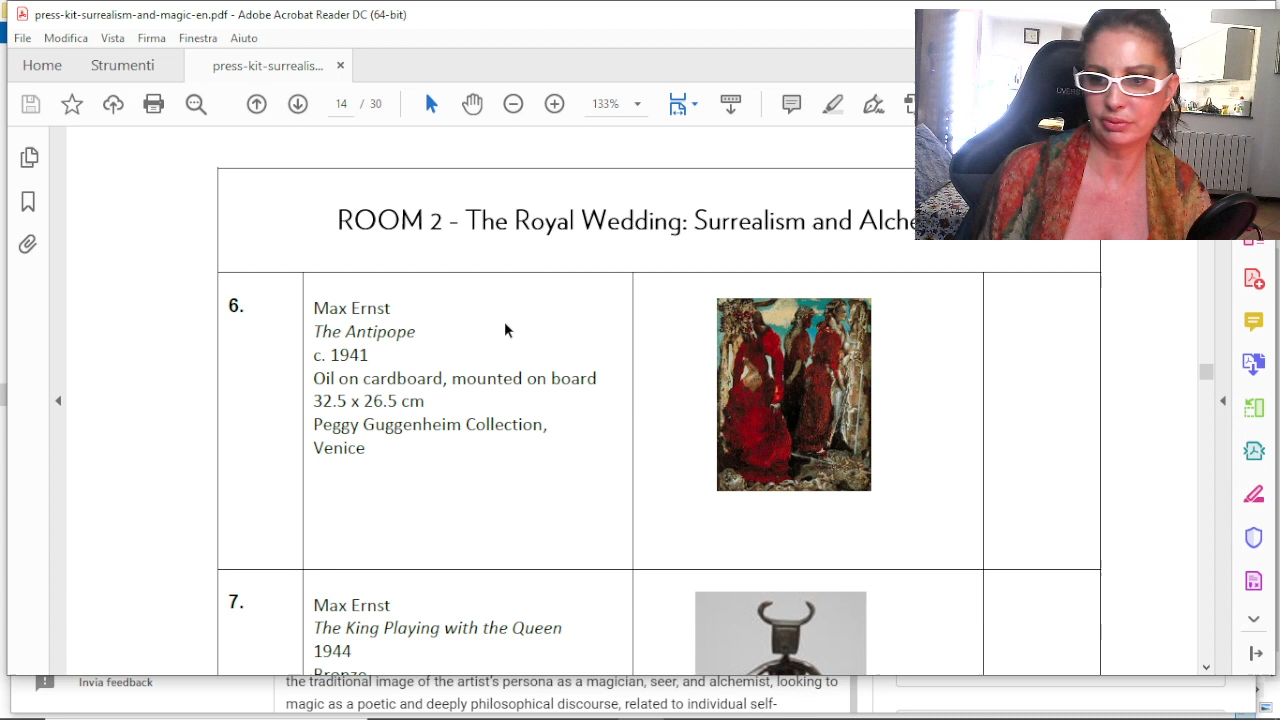 press-kit-surrealism-and-magic-en.pdf - Adobe Acrobat Reader DC (64-bit)
File Modifica Vista Firma Finestra Aiuto
Home Strumenti press-kit-surrealis... ×
14 / 30 133%
ROOM 2 - The Royal Wedding: Surrealism and Alche
6.
Max Ernst
The Antipope
c. 1941
Oil on cardboard, mounted on board
32.5 x 26.5 cm
Peggy Guggenheim Collection,
Venice
7.
Max Ernst
The King Playing with the Queen
1944
Bronze
Invia feedback
the traditional image of the artist's persona as a magician, seer, and alchemist, looking to
magic as a poetic and deeply philosophical discourse, related to individual self-